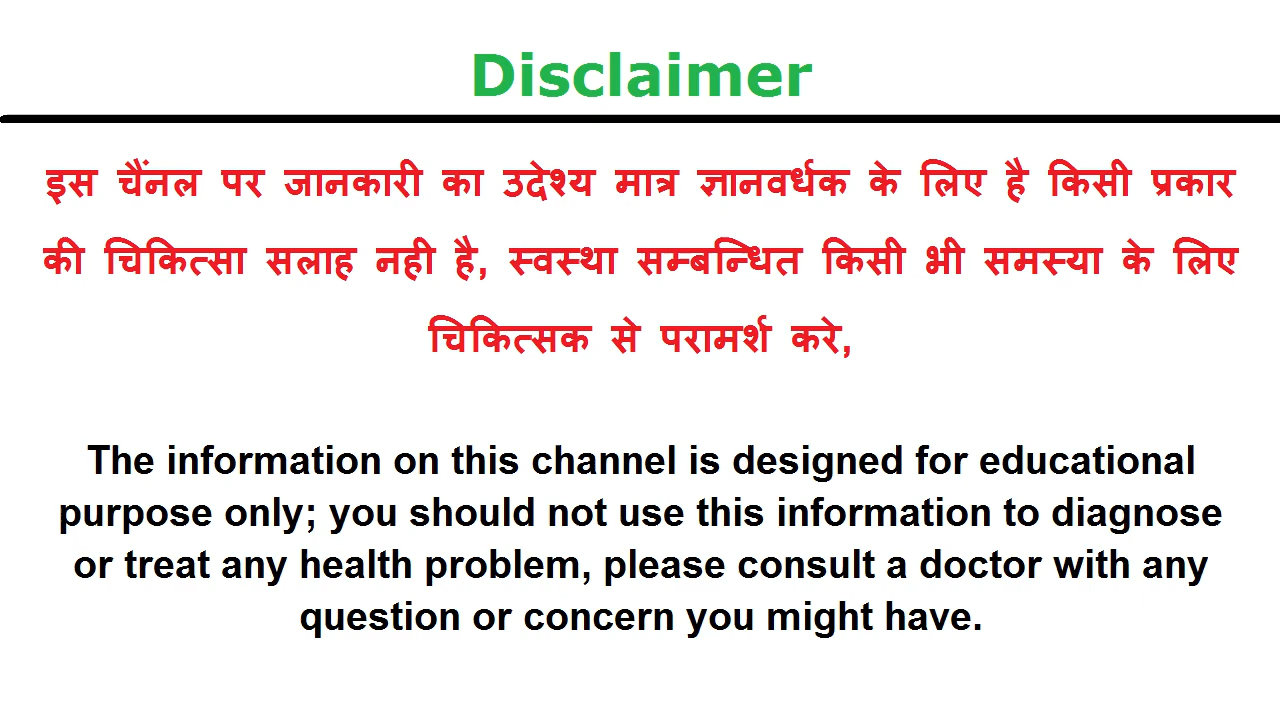 Disclaimer
इस चैंनल पर जानकारी का उदेश्य मात्र ज्ञानवर्धक के लिए है किसी प्रकार
की चिकित्सा सलाह नही है, स्वस्था सम्बन्धित किसी भी समस्या के लिए
चिकित्सक से परामर्श करे,
The information on this channel is designed for educational
purpose only; you should not use this information to diagnose
or treat any health problem, please consult a doctor with any
question or concern you might have.